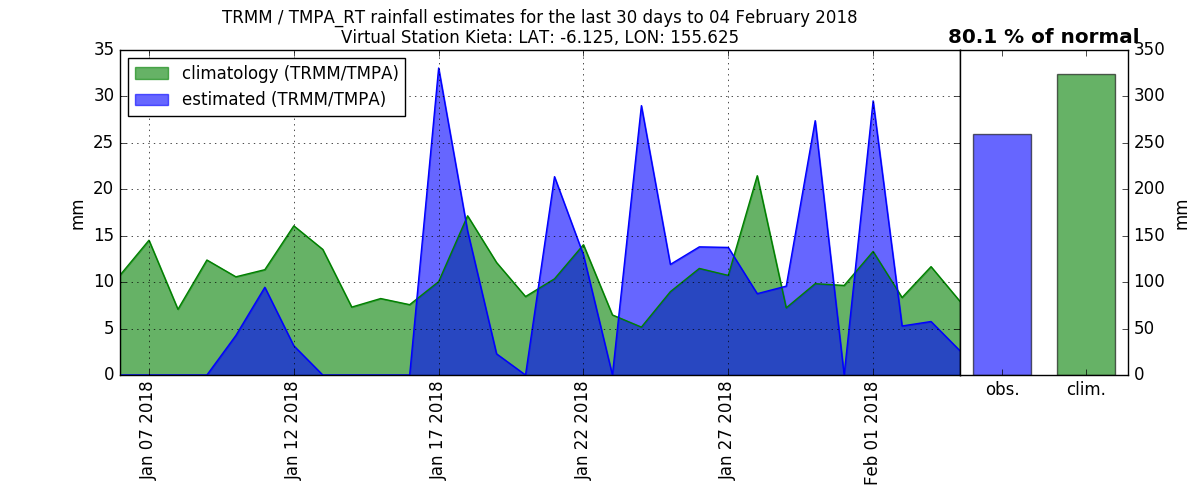 TRMM / TMPA_RT rainfall estimates for the last 30 days to 04 February 2018
Virtual Station Kieta: LAT: -6.125, LON: 155.625
80.1 % of normal
climatology (TRMM/TMPA)
estimated (TRMM/TMPA)
35
30
25
20
15
10
5
0
mm
Jan 07 2018
Jan 12 2018
Jan 17 2018
Jan 22 2018
Jan 27 2018
Feb 01 2018
obs.
clim.
350
300
250
200
150
100
50
0
mm